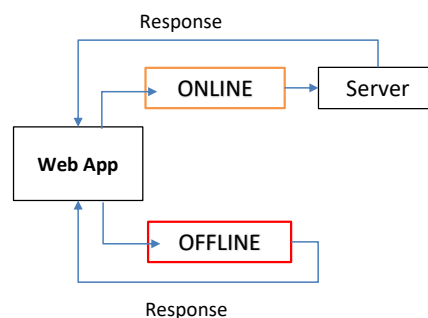 Response
ONLINE
Server
Web App
OFFLINE
Response